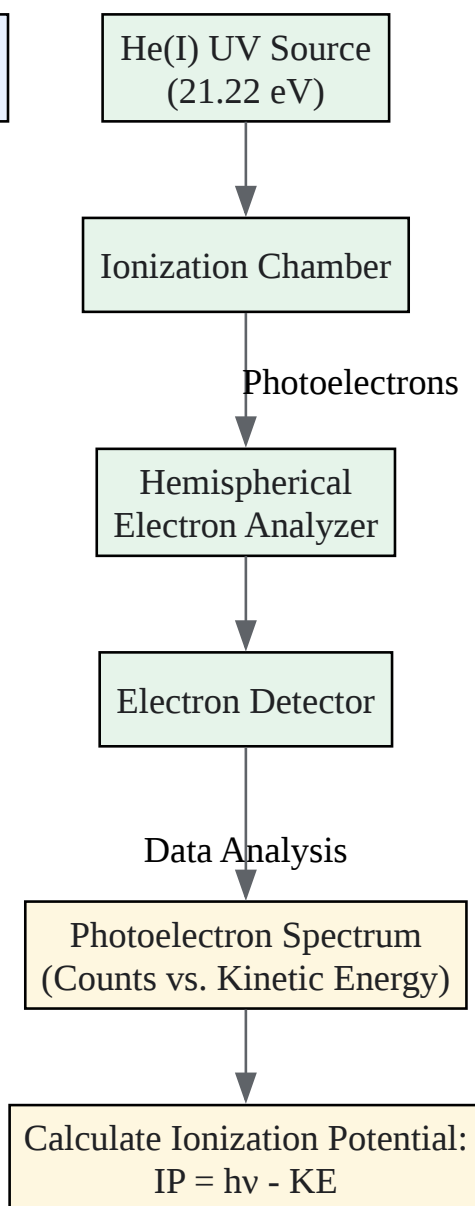 He(I) UV Source
(21.22 eV)
Ionization Chamber
Photoelectrons
Hemispherical
Electron Analyzer
Electron Detector
Data Analysis
Photoelectron Spectrum
(Counts vs. Kinetic Energy)
Calculate Ionization Potential:
IP = hν - KE